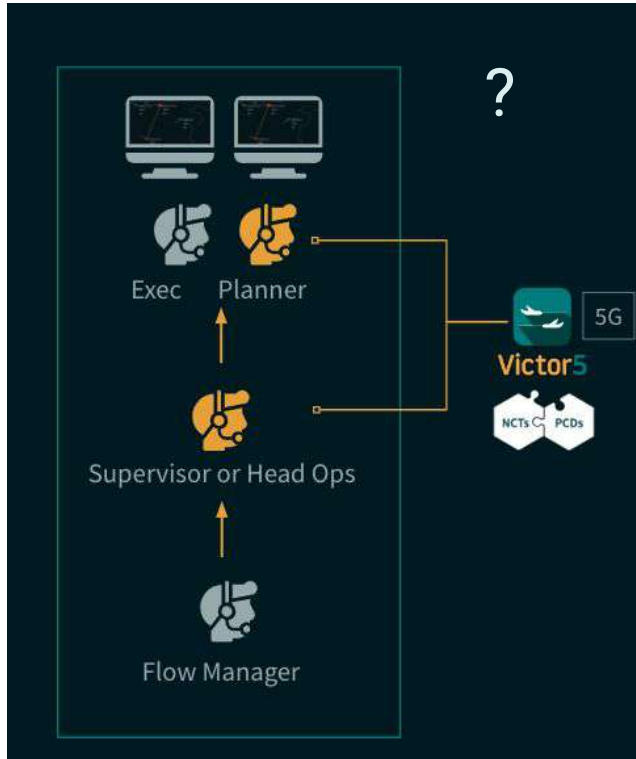 ?
Exec Planner
5G
Victor5
NCTs PCDs
Supervisor or Head Ops
Flow Manager